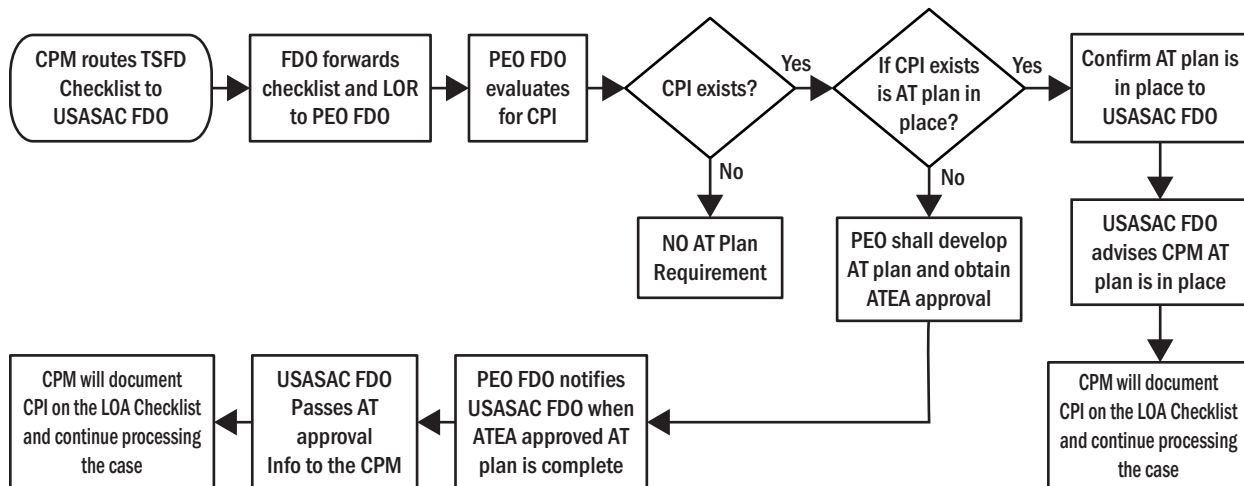 CPM routes TSFD
Checklist to
USASAC FDO
FDO forwards
checklist and LOR
to PEO FDO
PEO FDO
evaluates
for CPI
CPI exists?
Yes
If CPI exists
is AT plan in
place?
Yes
Confirm AT plan is
in place to
USASAC FDO
No
No
NO AT Plan
Requirement
PEO shall develop
AT plan and obtain
ATEA approval
USASAC FDO
advises CPM AT
plan is in place
CPM will document
CPI on the LOA Checklist
and continue processing
the case
USASAC FDO
Passes AT
approval
Info to the CPM
PEO FDO notifies
USASAC FDO when
ATEA approved AT
plan is complete
CPM will document
CPI on the LOA Checklist
and continue processing
the case